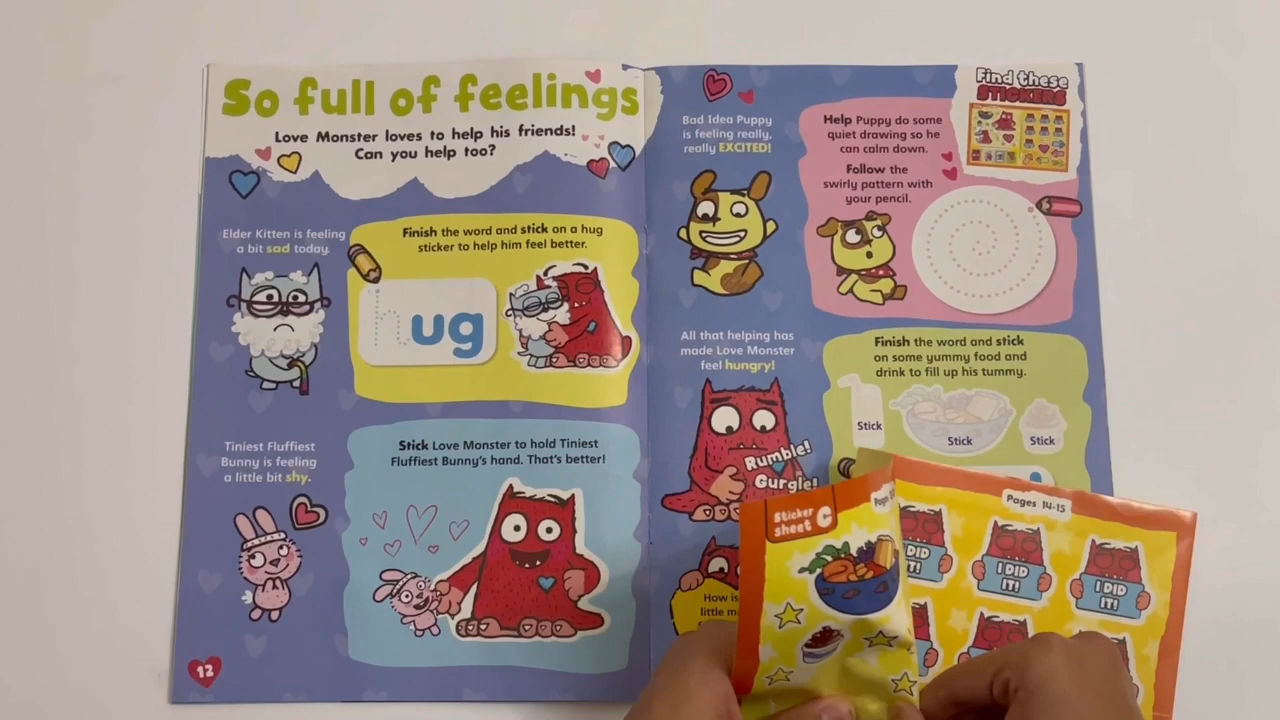 So full of feelings
Love Monster loves to help his friends!
Can you help too?
Elder Kitten is feeling
a bit sad today.
Finish the word and stick on a hug
sticker to help him feel better.
hug
Tiniest Fluffiest
Bunny is feeling
a little bit shy.
Stick Love Monster to hold Tiniest
Fluffiest Bunny's hand. That's better!
12
Bad Idea Puppy
is feeling really,
really EXCITED!
Help Puppy do some
quiet drawing so he
can calm down.
Follow the
swirly pattern with
your pencil.
Find these
STICKERS
All that helping has
made Love Monster
feel hungry!
Rumble!
Gurgle!
Finish the word and stick
on some yummy food and
drink to fill up his tummy.
Stick
Stick
Stick
How is
little
Sticker
sheet C
Pages
Pages 14-15
DID
IT!
I DID
IT!
I DID
IT!